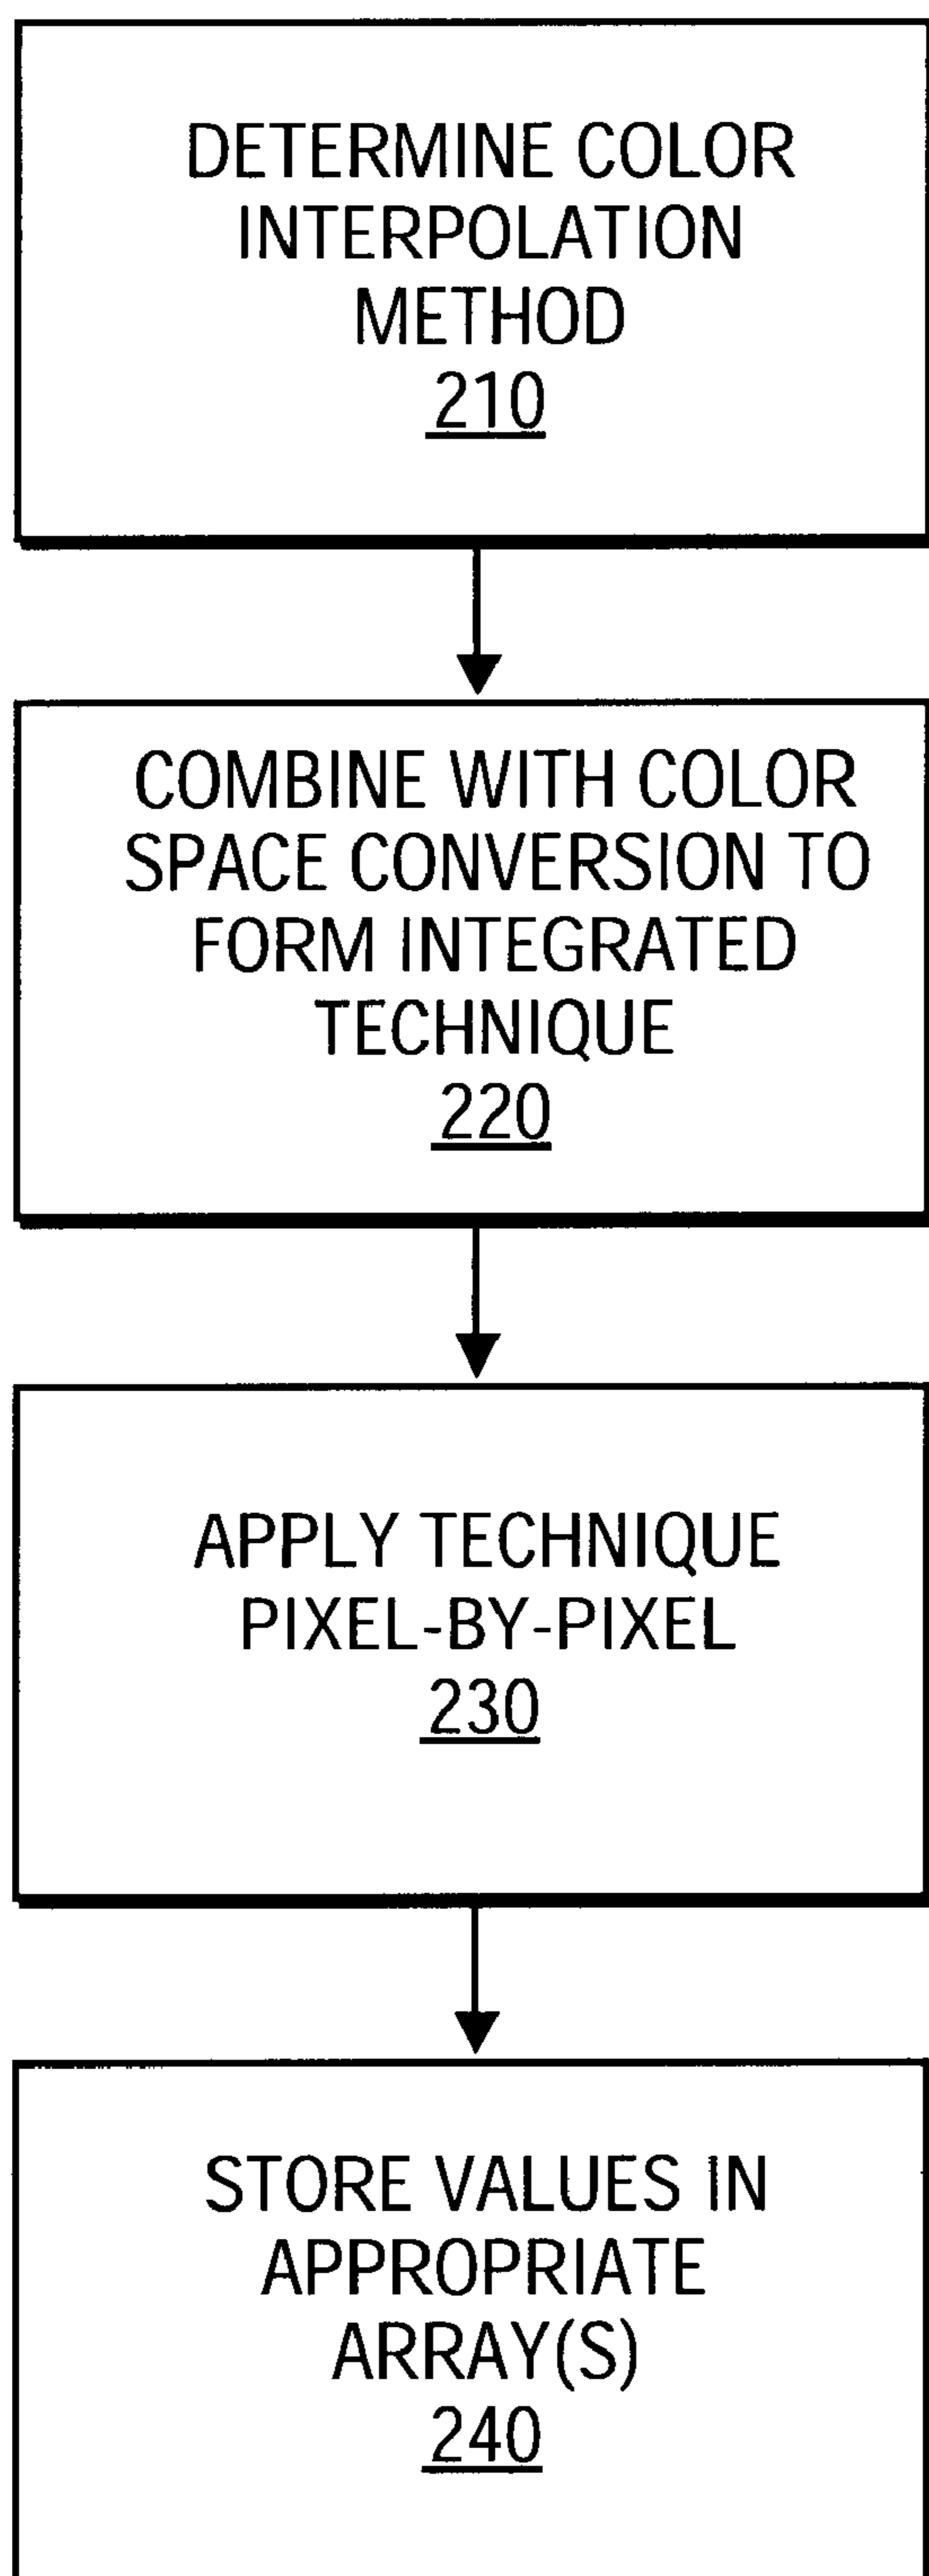 DETERMINE COLOR
INTERPOLATION
METHOD
210
COMBINE WITH COLOR
SPACE CONVERSION TO
FORM INTEGRATED
TECHNIQUE
220
APPLY TECHNIQUE
PIXEL-BY-PIXEL
230
STORE VALUES IN
APPROPRIATE
ARRAY(S)
240